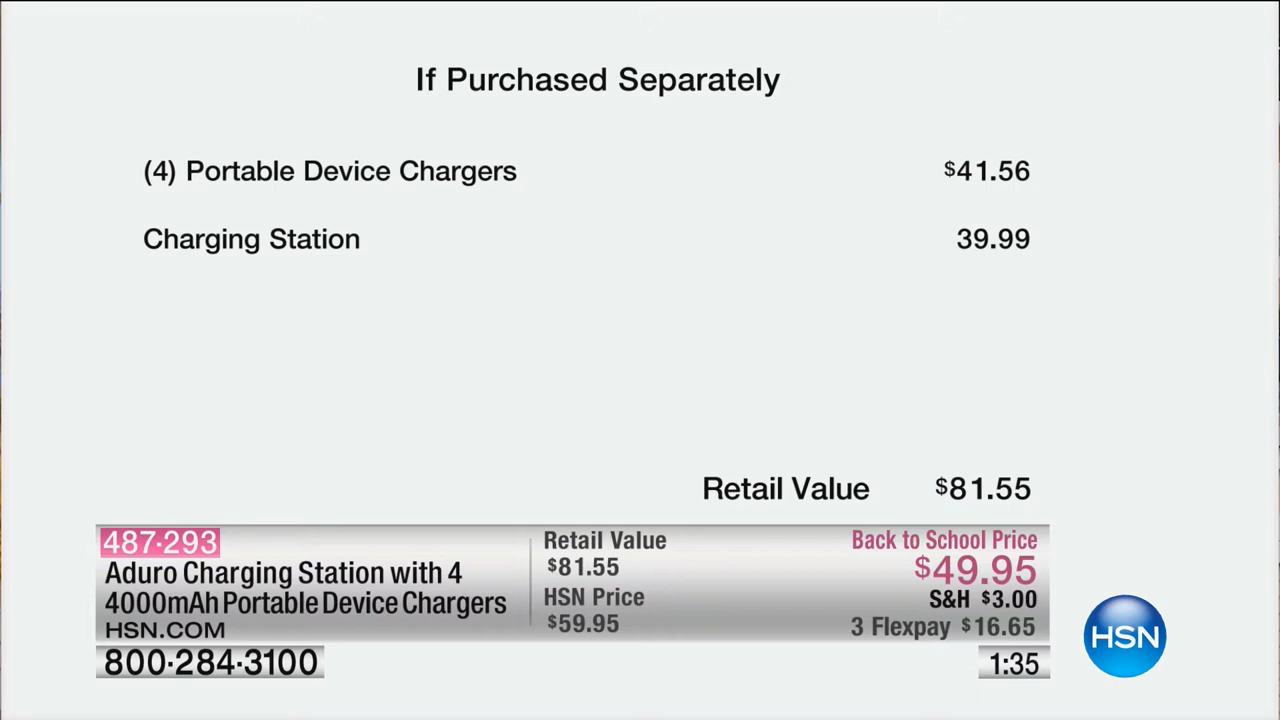 If Purchased Separately
(4) Portable Device Chargers $41.56
Charging Station 39.99
Retail Value $81.55
487·293
Aduro Charging Station with 4
4000mAh Portable Device Chargers
HSN.COM
Retail Value
$81.55
HSN Price
$59.95
Back to School Price
$49.95
S&H $3.00
3 Flexpay $16.65
800·284·3100
1:35
HSN